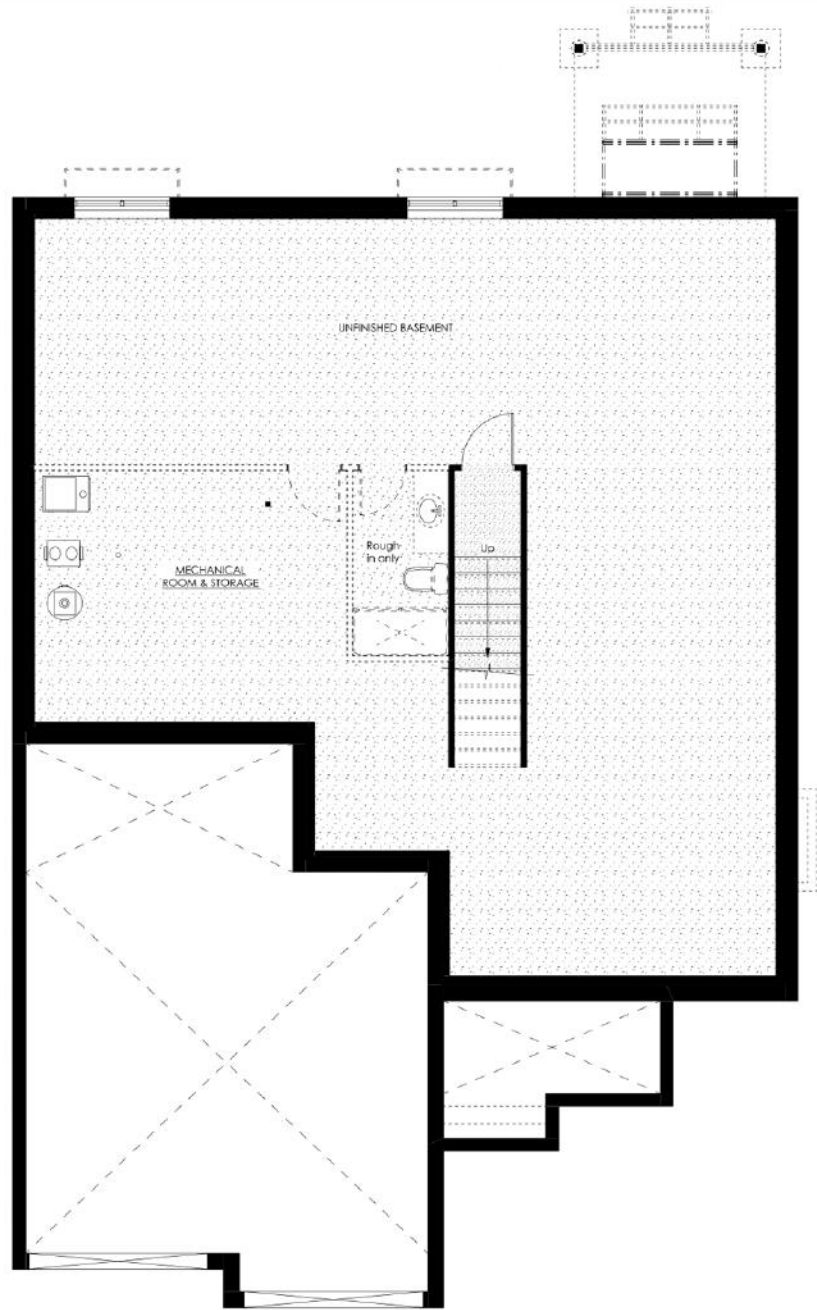 UNFINISHED BASEMENT
Rough-
in only
Up
MECHANICAL
ROOM & STORAGE